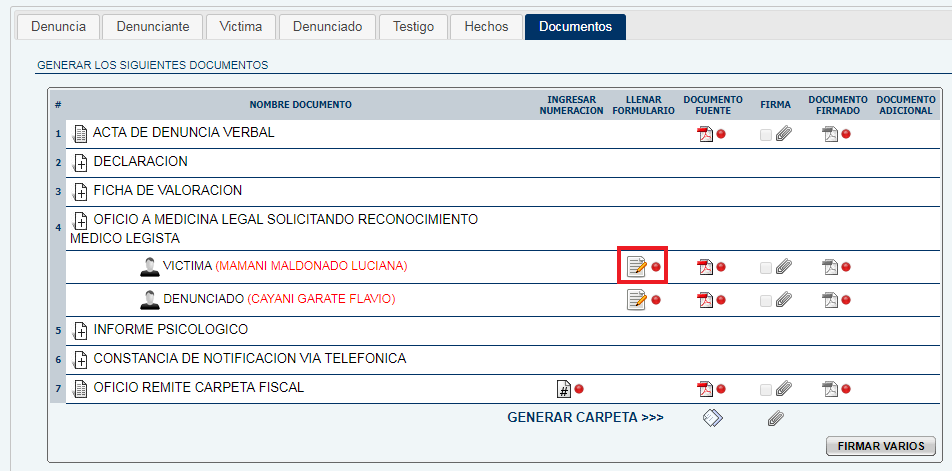 Denuncia Denunciante Victima Denunciado Testigo Hechos Documentos
GENERAR LOS SIGUIENTES DOCUMENTOS
# NOMBRE DOCUMENTO INGRESAR NUMERACION LLENAR FORMULARIO DOCUMENTO FUENTE FIRMA DOCUMENTO FIRMADO DOCUMENTO ADICIONAL
1 ACTA DE DENUNCIA VERBAL
2 DECLARACION
3 FICHA DE VALORACION
4 OFICIO A MEDICINA LEGAL SOLICITANDO RECONOCIMIENTO
MEDICO LEGISTA
VICTIMA (MAMANI MALDONADO LUCIANA)
DENUNCIADO (CAYANI GARATE FLAVIO)
5 INFORME PSICOLOGICO
6 CONSTANCIA DE NOTIFICACION VIA TELEFONICA
7 OFICIO REMITE CARPETA FISCAL #
GENERAR CARPETA >>>
FIRMAR VARIOS